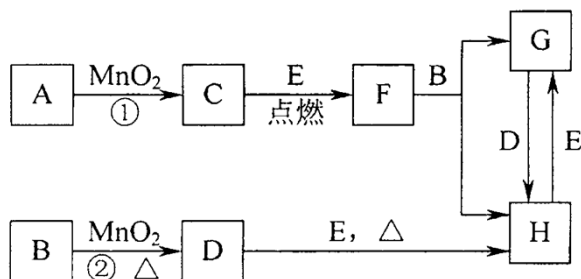 G
MnO₂ E B
A C F
① 点燃
D E
MnO₂ E, △
B D H
② △